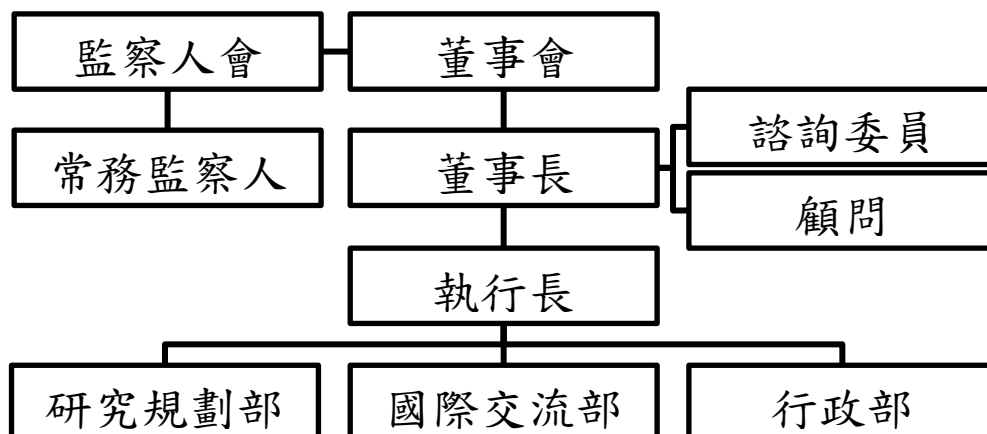 監察人會
董事會
常務監察人
董事長
諮詢委員
顧問
執行長
研究規劃部
國際交流部
行政部